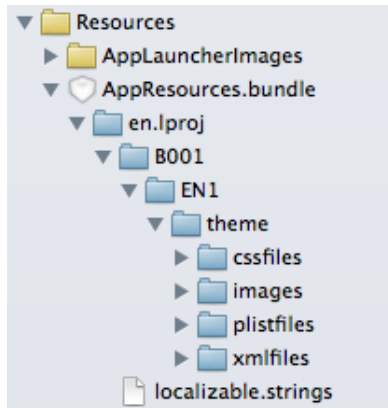 Resources
AppLauncherImages
AppResources.bundle
en.lproj
B001
EN1
theme
cssfiles
images
plistfiles
xmlfiles
localizable.strings